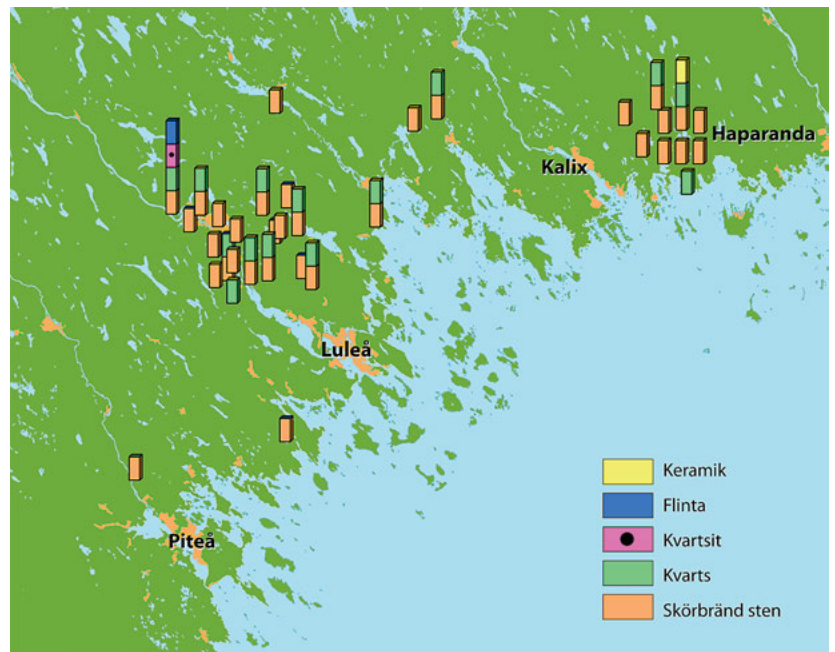 Haparanda
Kalix
Luleå
Piteå
Keramik
Flinta
Kvartsit
Kvarts
Skörbränd sten